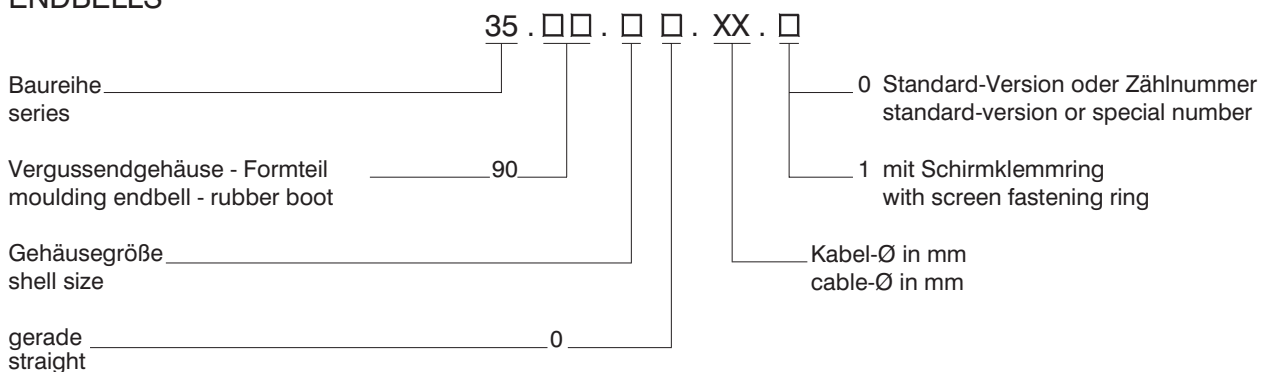 ENDBELLS
35 . □□ . □ □ . XX . □
Baureihe
series
0 Standard-Version oder Zählnummer
standard-version or special number
Vergussendgehäuse - Formteil
moulding endbell - rubber boot
90
1 mit Schirmklemmring
with screen fastening ring
Gehäusegröße
shell size
Kabel-Ø in mm
cable-Ø in mm
gerade
straight
0